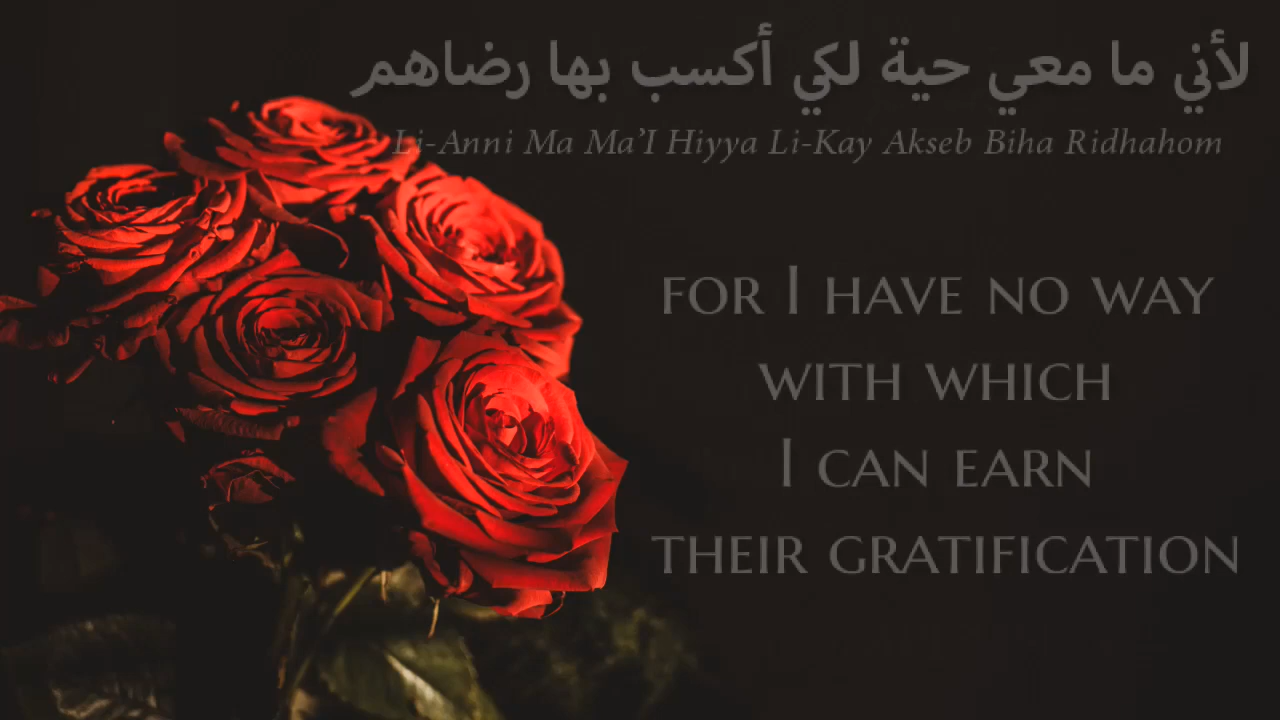 لأني ما معي حية لكي أكسب بها رضاهم
Li-Anni Ma Ma’I Hiyya Li-Kay Akseb Biha Ridhahom
FOR I HAVE NO WAY
WITH WHICH
I CAN EARN
THEIR GRATIFICATION